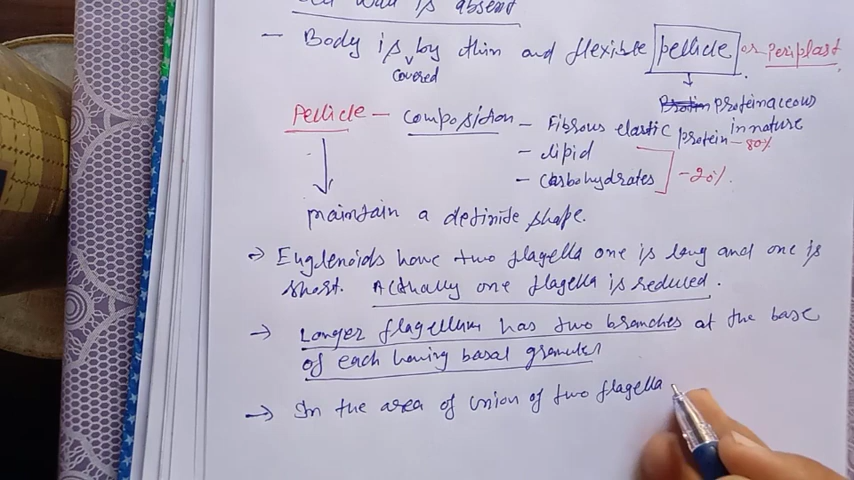 Cell wall is absent
- Body is by thin and flexible pellicle or periplast.
covered
Protin proteinaceous
in nature
Pellicle - composition - Fibrous elastic protein - 80%
- Lipid
- Carbohydrates - 20%.
maintain a definite shape.
→ Euglenoids have two flagella one is long and one is
short. Actually one flagella is reduced.
→ Longer flagellum has two branches at the base
of each having basal granules
→ In the area of union of two flagella